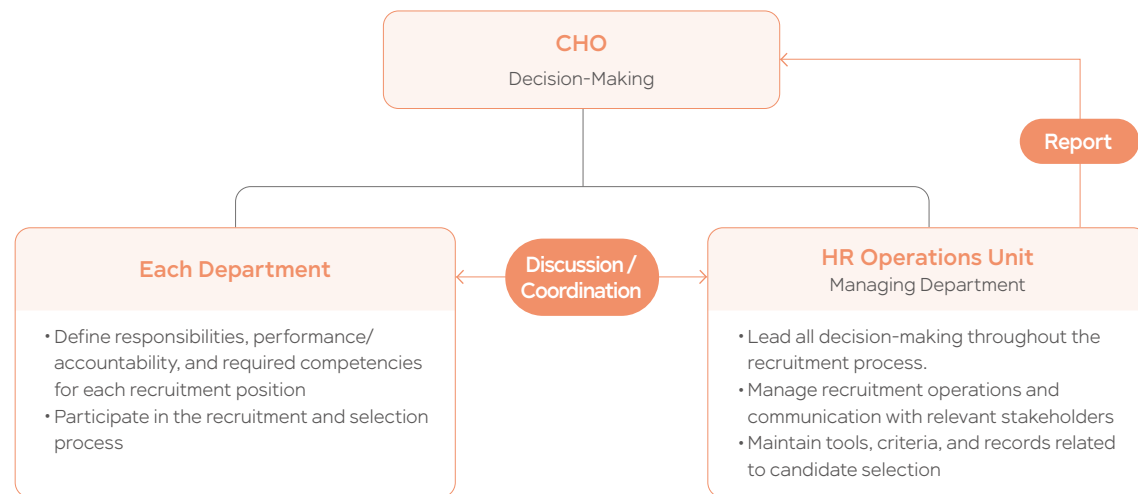 CHO
Decision-Making
Report
Each Department
Discussion /
Coordination
HR Operations Unit
Managing Department
• Define responsibilities, performance/
accountability, and required competencies
for each recruitment position
• Participate in the recruitment and selection
process
• Lead all decision-making throughout the
recruitment process.
• Manage recruitment operations and
communication with relevant stakeholders
• Maintain tools, criteria, and records related
to candidate selection